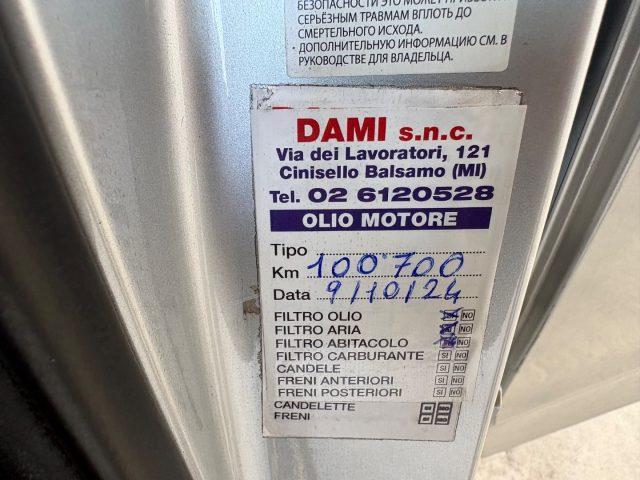 БЕЗОПАСНОСТИ ЭТО МОЖЕТ
СЕРЬЁЗНЫМ ТРАВМАМ ВПЛОТЬ ДО
СМЕРТЕЛЬНОГО ИСХОДА.
• ДОПОЛНИТЕЛЬНУЮ ИНФОРМАЦИЮ СМ. В
РУКОВОДСТВЕ ДЛЯ ВЛАДЕЛЬЦА.
DAMI s.n.c.
Via dei Lavoratori, 121
Cinisello Balsamo (MI)
Tel. 02 6120528
OLIO MOTORE
Tipo
Km 100'700
Data 9/10/24
FILTRO OLIO SI NO
FILTRO ARIA SI NO
FILTRO ABITACOLO SI NO
FILTRO CARBURANTE SI NO
CANDELE SI NO
FRENI ANTERIORI SI NO
FRENI POSTERIORI SI NO
CANDELETTE
FRENI